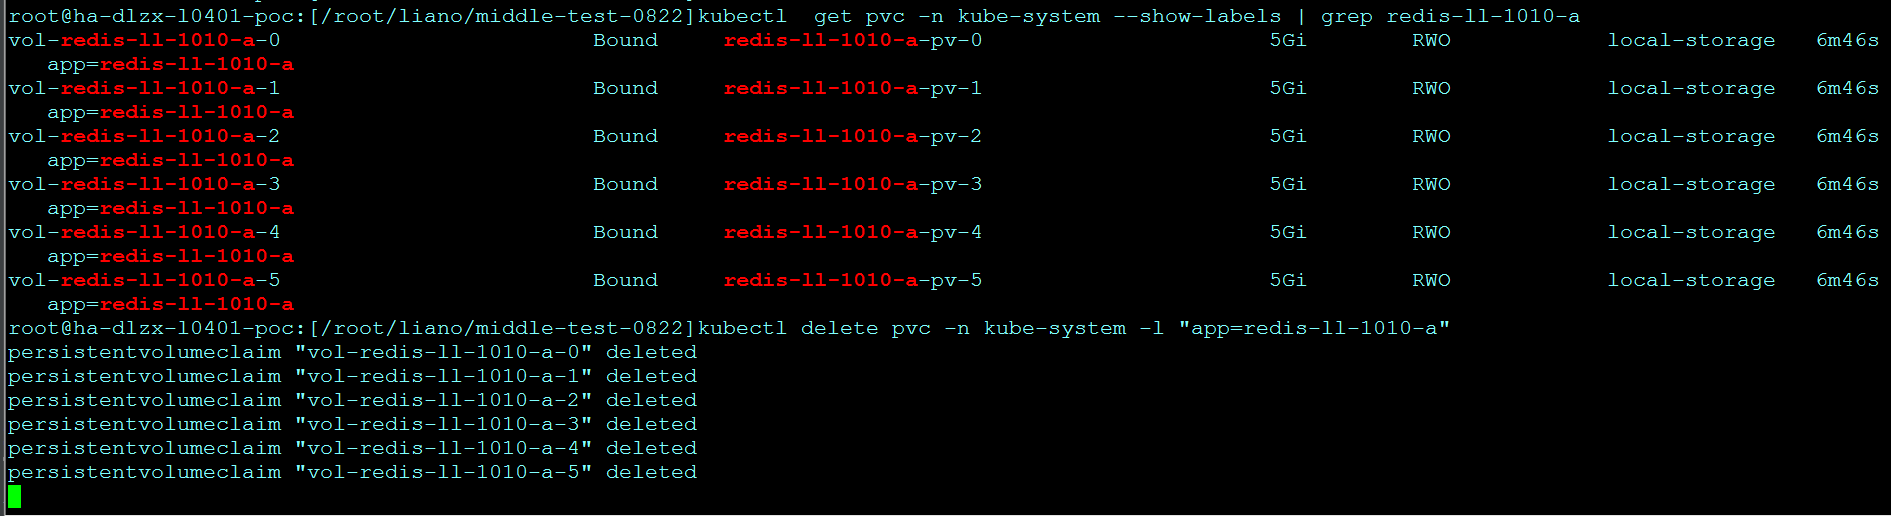 root@ha-dlzx-l0401-poc:[/root/liano/middle-test-0822]kubectl  get pvc -n kube-system --show-labels | grep redis-ll-1010-a
vol-redis-ll-1010-a-0                        Bound     redis-ll-1010-a-pv-0                      5Gi        RWO            local-storage   6m46s
   app=redis-ll-1010-a
vol-redis-ll-1010-a-1                        Bound     redis-ll-1010-a-pv-1                      5Gi        RWO            local-storage   6m46s
   app=redis-ll-1010-a
vol-redis-ll-1010-a-2                        Bound     redis-ll-1010-a-pv-2                      5Gi        RWO            local-storage   6m46s
   app=redis-ll-1010-a
vol-redis-ll-1010-a-3                        Bound     redis-ll-1010-a-pv-3                      5Gi        RWO            local-storage   6m46s
   app=redis-ll-1010-a
vol-redis-ll-1010-a-4                        Bound     redis-ll-1010-a-pv-4                      5Gi        RWO            local-storage   6m46s
   app=redis-ll-1010-a
vol-redis-ll-1010-a-5                        Bound     redis-ll-1010-a-pv-5                      5Gi        RWO            local-storage   6m46s
   app=redis-ll-1010-a
root@ha-dlzx-l0401-poc:[/root/liano/middle-test-0822]kubectl delete pvc -n kube-system -l "app=redis-ll-1010-a"
persistentvolumeclaim "vol-redis-ll-1010-a-0" deleted
persistentvolumeclaim "vol-redis-ll-1010-a-1" deleted
persistentvolumeclaim "vol-redis-ll-1010-a-2" deleted
persistentvolumeclaim "vol-redis-ll-1010-a-3" deleted
persistentvolumeclaim "vol-redis-ll-1010-a-4" deleted
persistentvolumeclaim "vol-redis-ll-1010-a-5" deleted